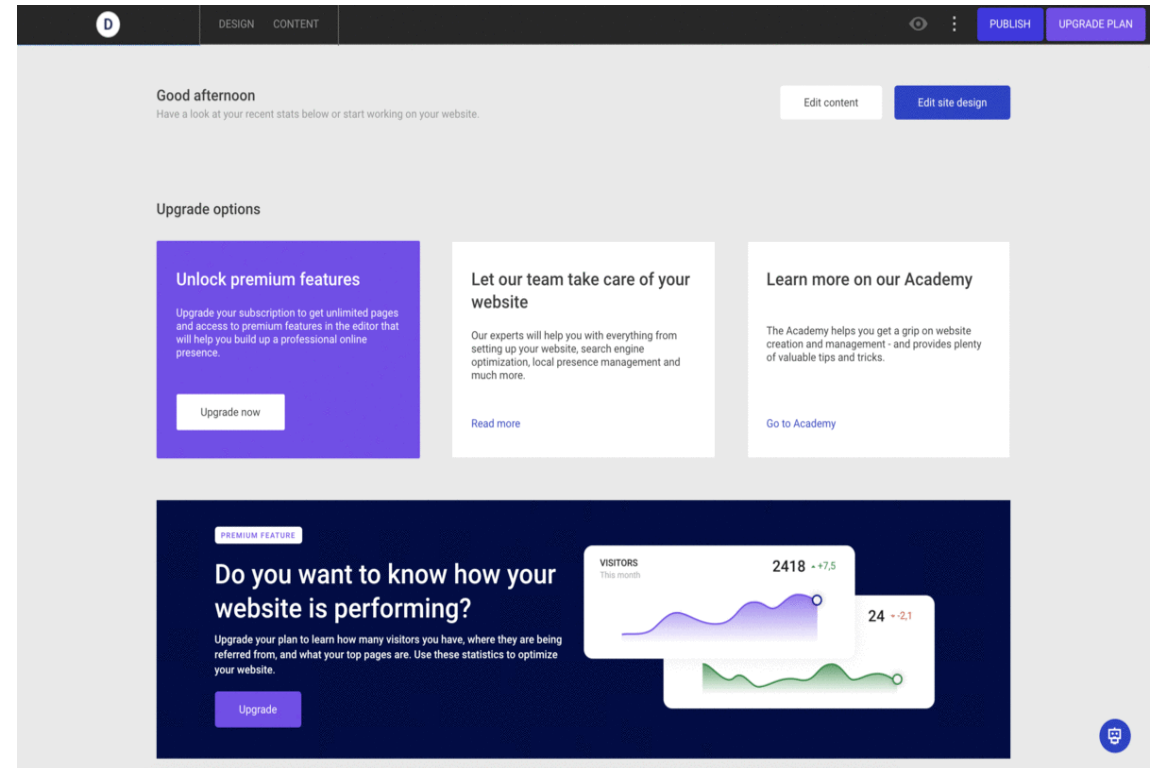 D
DESIGN CONTENT
PUBLISH
UPGRADE PLAN
Good afternoon
Have a look at your recent stats below or start working on your website.
Edit content
Edit site design
Upgrade options
Unlock premium features
Upgrade your subscription to get unlimited pages
and access to premium features in the editor that
will help you build up a professional online
presence.
Upgrade now
Let our team take care of your
website
Our experts will help you with everything from
setting up your website, search engine
optimization, local presence management and
much more.
Read more
Learn more on our Academy
The Academy helps you get a grip on website
creation and management - and provides plenty
of valuable tips and tricks.
Go to Academy
PREMIUM FEATURE
Do you want to know how your
website is performing?
Upgrade your plan to learn how many visitors you have, where they are being
referred from, and what your top pages are. Use these statistics to optimize
your website.
Upgrade
VISITORS
This month
2418 +7,5
24 -2,1